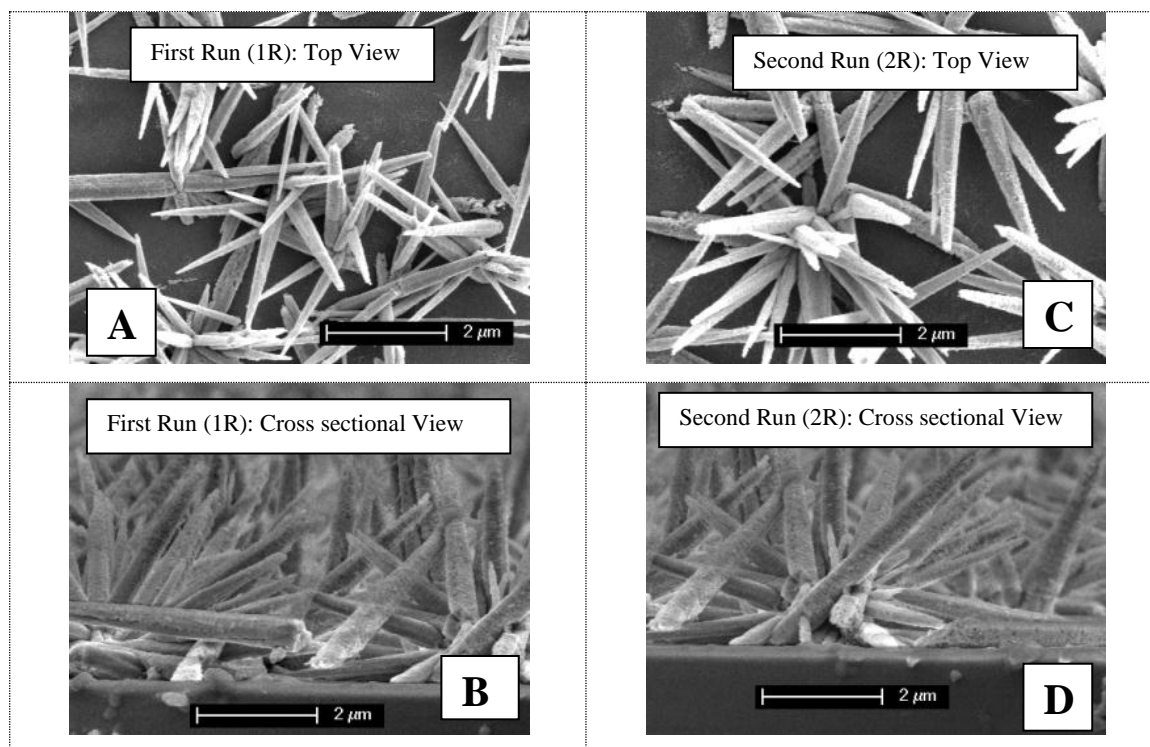 First Run (1R): Top View
A
2 μm
Second Run (2R): Top View
C
2 μm
First Run (1R): Cross sectional View
B
2 μm
Second Run (2R): Cross sectional View
D
2 μm